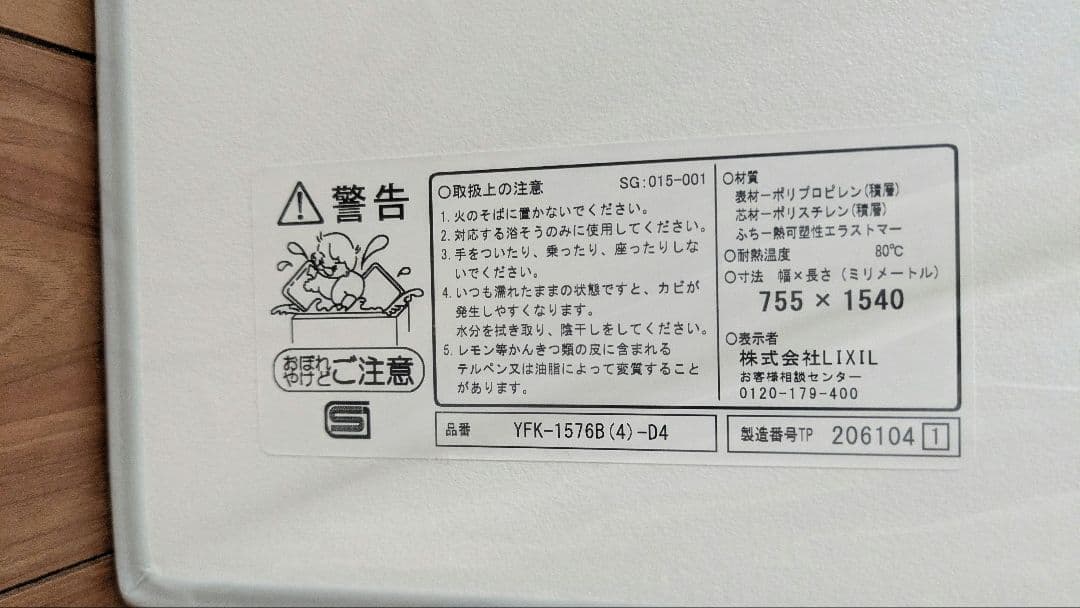 警告
おぼれ
やけど
ご注意
SG
○取扱上の注意 SG:015-001
1. 火のそばに置かないでください。
2. 対応する浴そうのみに使用してください。
3. 手をついたり、乗ったり、座ったりしな
いでください。
4. いつも濡れたままの状態ですと、カビが
発生しやすくなります。
水分を拭き取り、陰干しをしてください。
5. レモン等かんきつ類の皮に含まれる
テルペン又は油脂によって変質すること
があります。
○材質
表材ーポリプロピレン(積層)
芯材ーポリスチレン(積層)
ふちー熱可塑性エラストマー
○耐熱温度 80℃
○寸法 幅×長さ (ミリメートル)
755 × 1540
○表示者
株式会社LIXIL
お客様相談センター
0120-179-400
品番 YFK-1576B(4)-D4
製造番号TP 206104 1